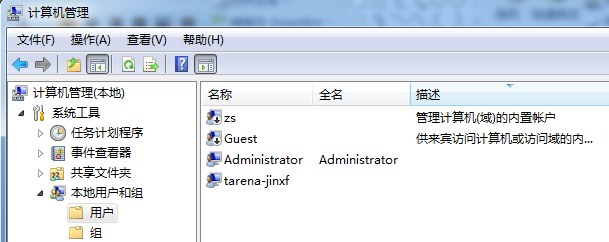 计算机管理
文件(F) 操作(A) 查看(V) 帮助(H)
计算机管理(本地)
系统工具
任务计划程序
事件查看器
共享文件夹
本地用户和组
用户
组
名称 全名 描述
zs 管理计算机(域)的内置帐户
Guest 供来宾访问计算机或访问域的内...
Administrator Administrator
tarena-jinxf